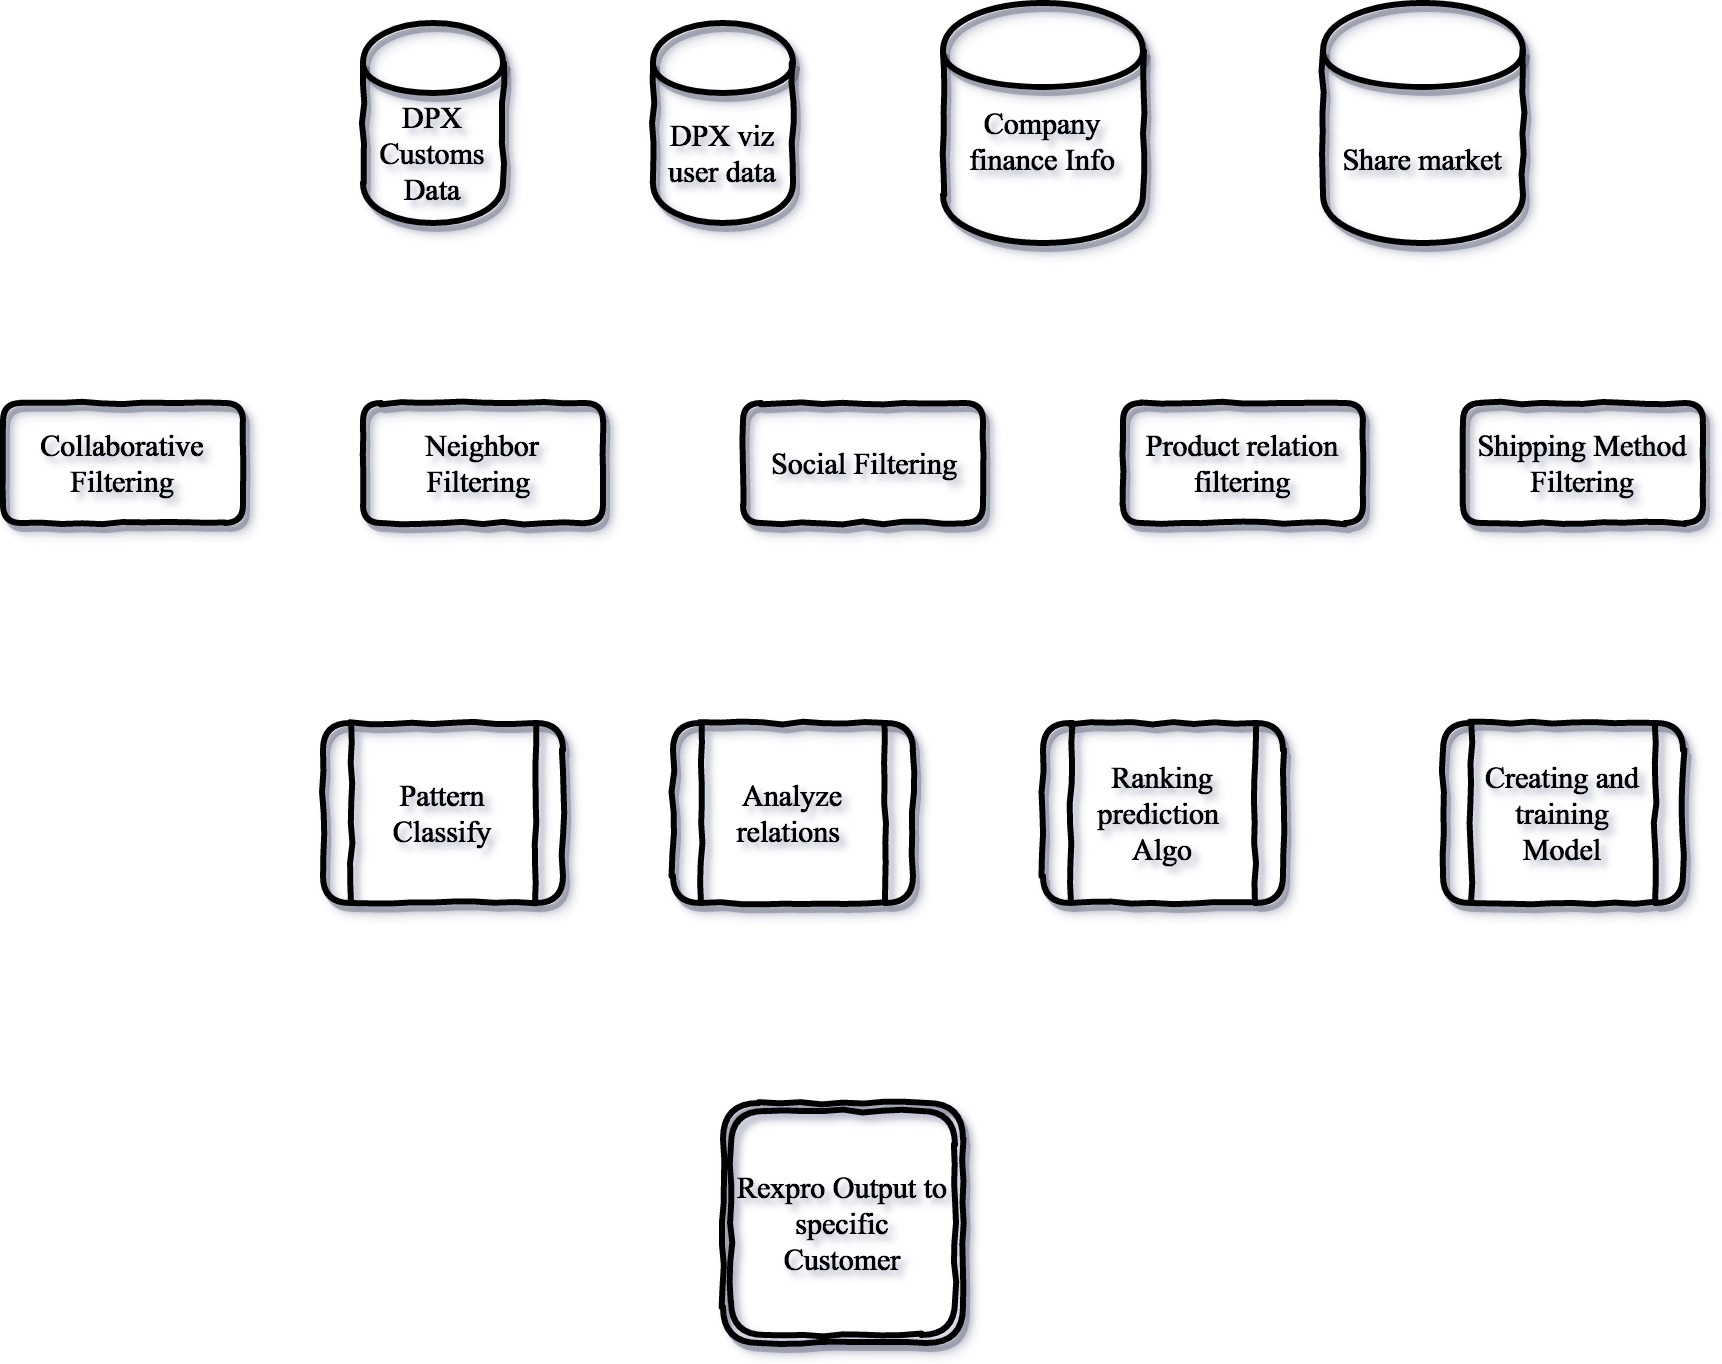 DPX
Customs
Data
DPX viz
user data
Company
finance Info
Share market
Collaborative
Filtering
Neighbor
Filtering
Social Filtering
Product relation
filtering
Shipping Method
Filtering
Pattern
Classify
Analyze
relations
Ranking
prediction
Algo
Creating and
training
Model
Rexpro Output to
specific
Customer